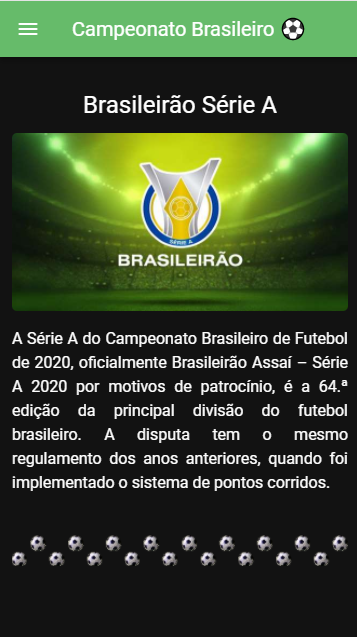 Campeonato Brasileiro
Brasileirão Série A
SÉRIE A
BRASILEIRÃO
A Série A do Campeonato Brasileiro de Futebol
de 2020, oficialmente Brasileirão Assaí – Série
A 2020 por motivos de patrocínio, é a 64.ª
edição da principal divisão do futebol
brasileiro. A disputa tem o mesmo
regulamento dos anos anteriores, quando foi
implementado o sistema de pontos corridos.